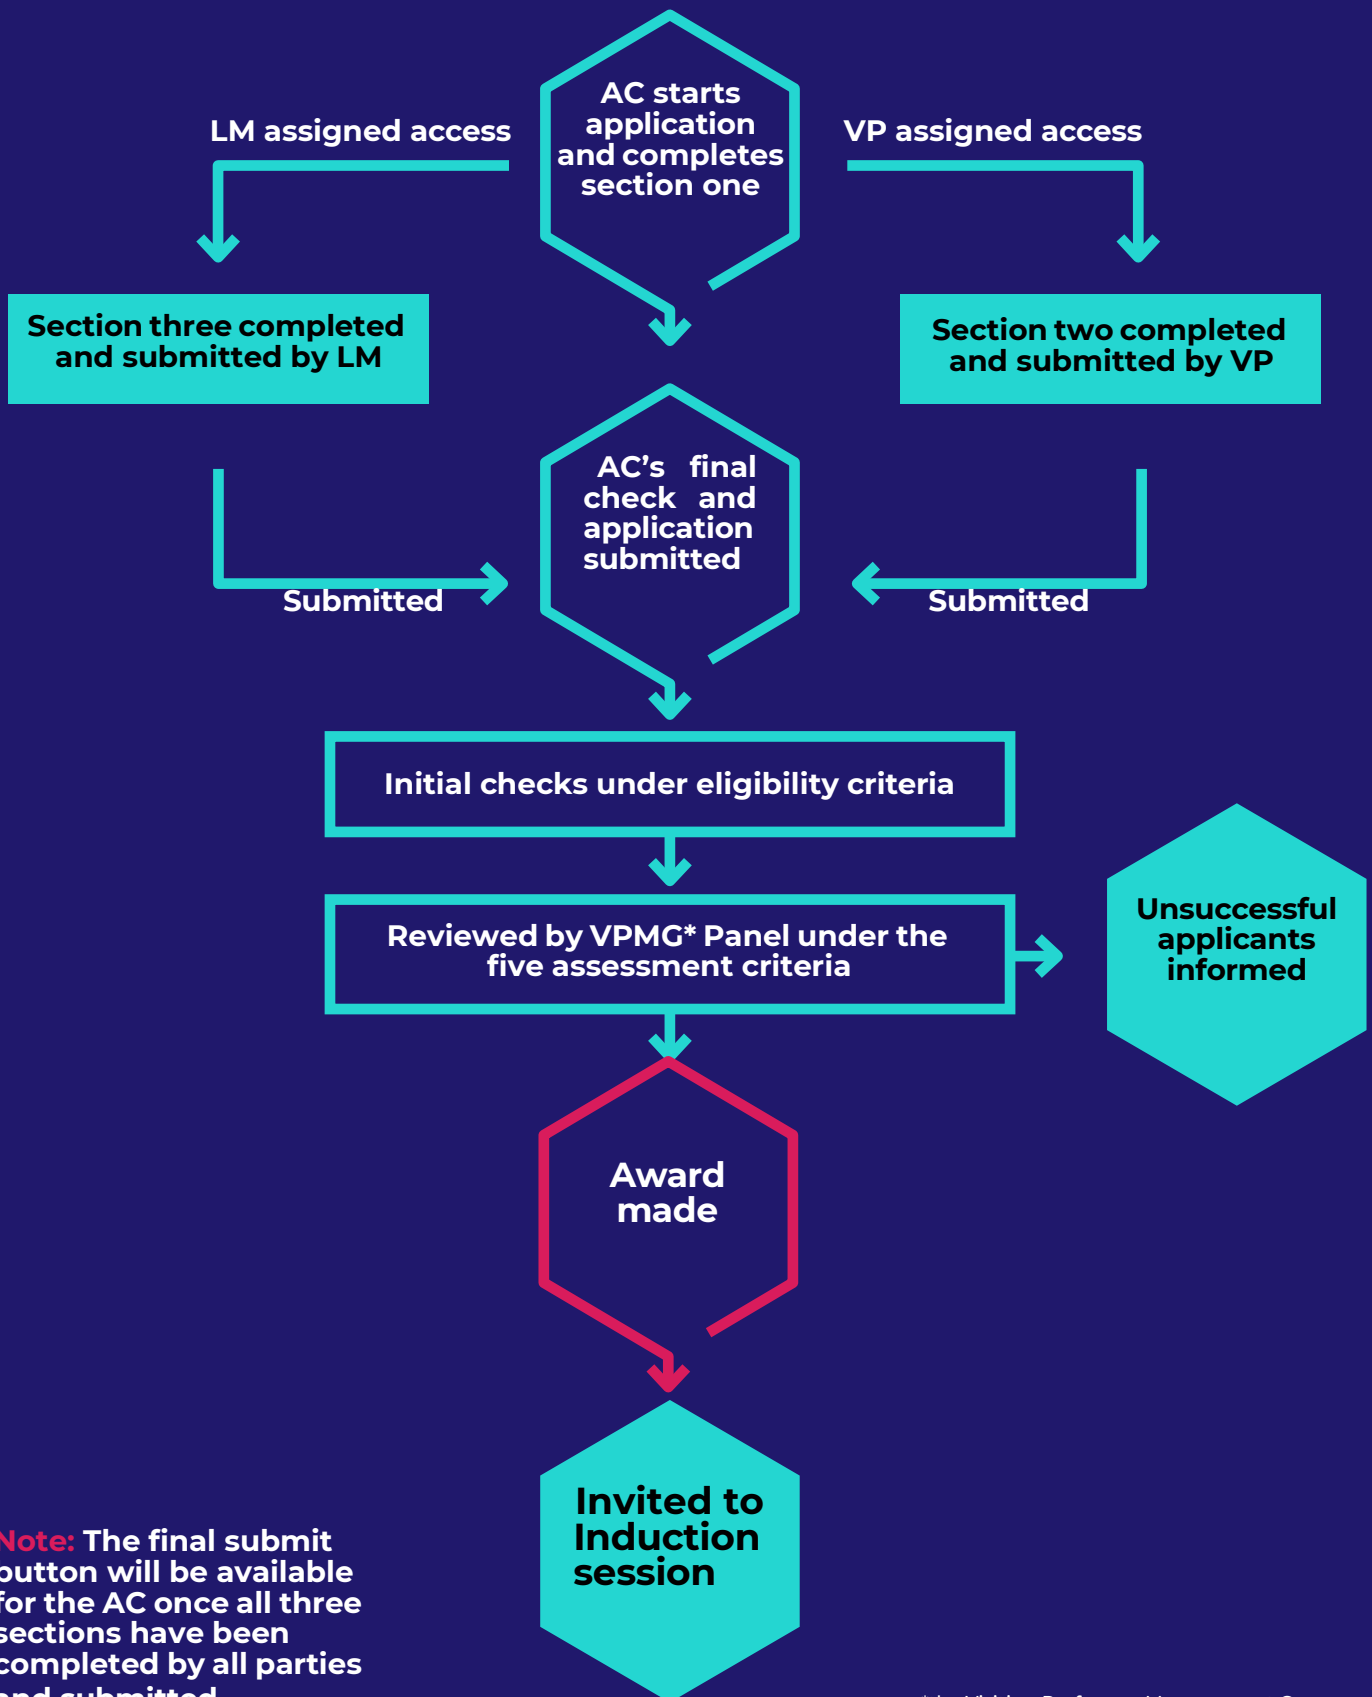 AC starts
application
and completes
section one
LM assigned access
VP assigned access
Section three completed
and submitted by LM
Section two completed
and submitted by VP
AC’s final
check and
application
submitted
Submitted
Submitted
Initial checks under eligibility criteria
Reviewed by VPMG* Panel under the
five assessment criteria
Unsuccessful
applicants
informed
Award
made
Invited to
Induction
session
Note: The final submit
button will be available
for the AC once all three
sections have been
completed by all parties
and submitted